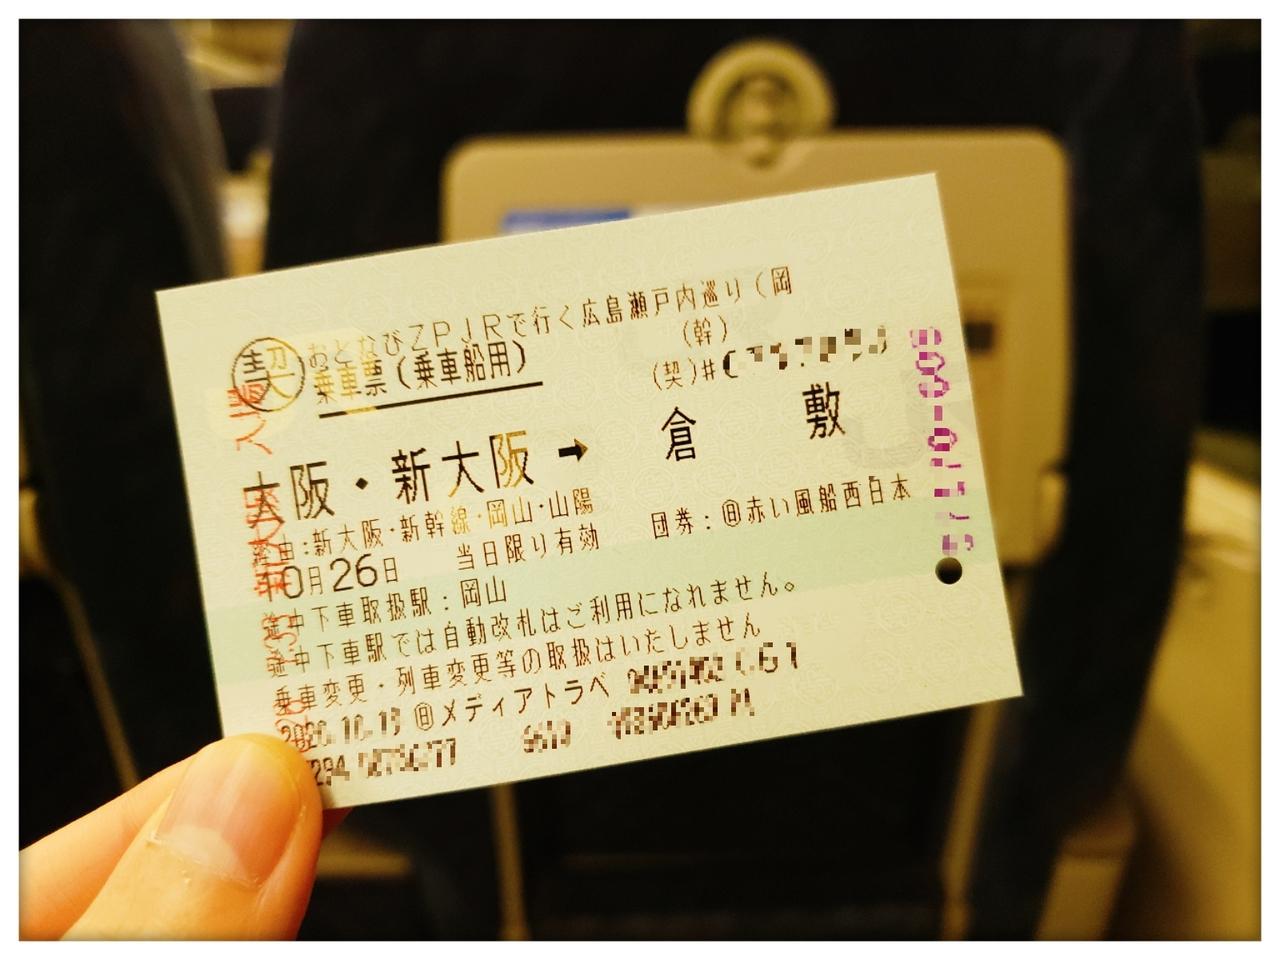 契 おとなびZPJRで行く広島瀬戸内巡り(岡
乗車票(乗車船用) (幹)
(契)#
大阪・新大阪 → 倉敷
経由:新大阪・新幹線・岡山・山陽
10月26日 当日限り有効 団券:日赤い風船西日本
途中下車取扱駅:岡山
途中下車駅では自動改札はご利用になれません。
乗車変更・列車変更等の取扱はいたしません
日メディアトラベ
入場